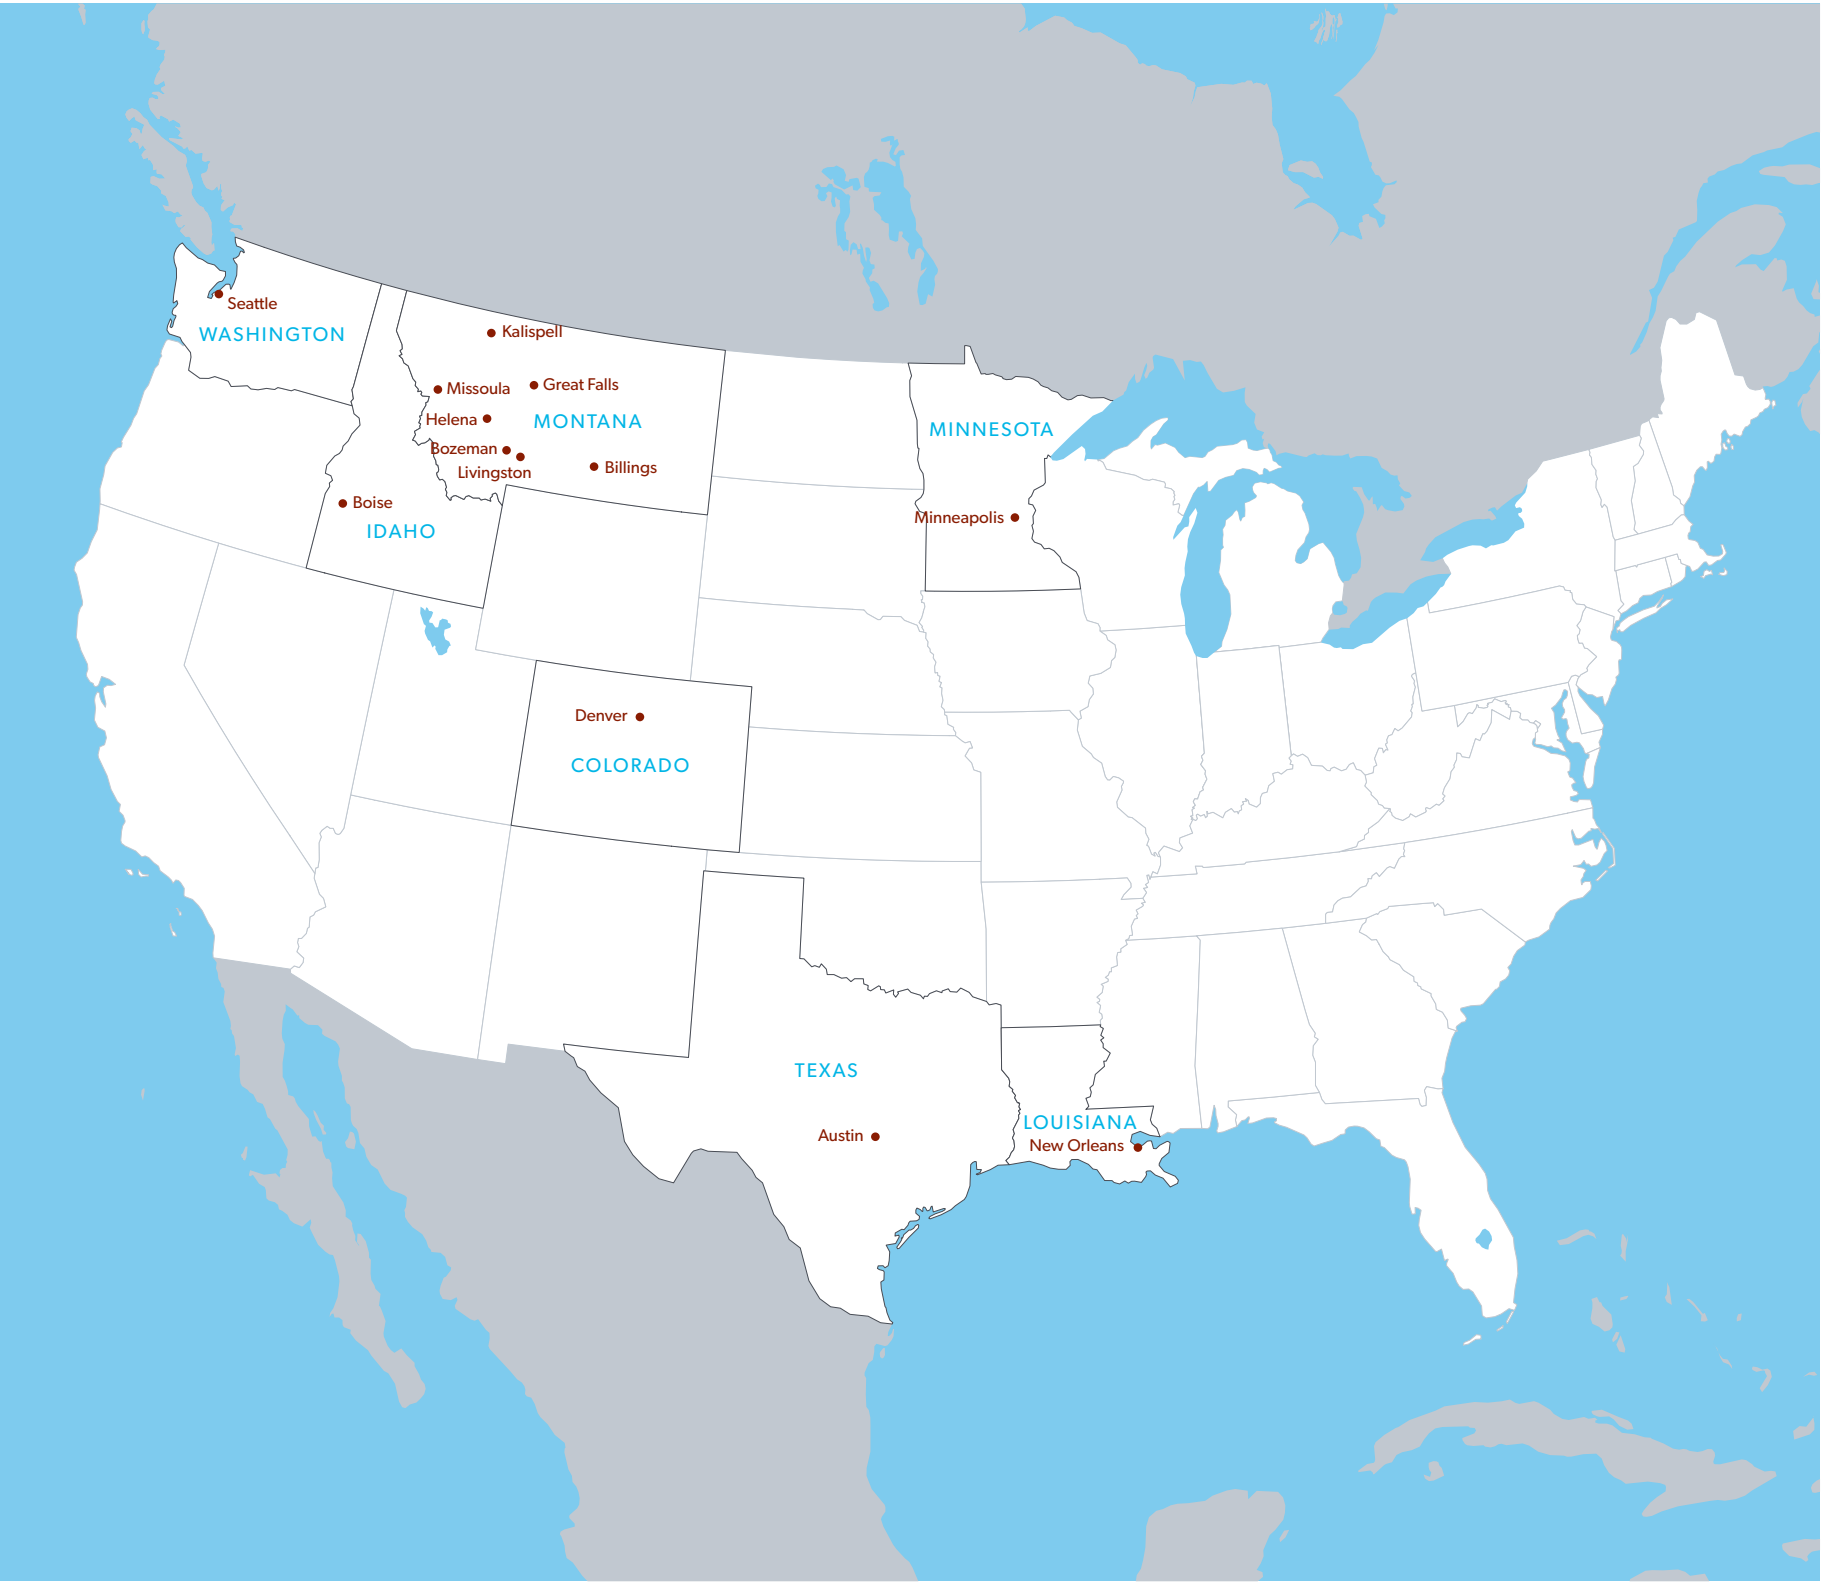 Seattle
WASHINGTON
Kalispell
Missoula
Great Falls
Helena
MONTANA
Bozeman
Livingston
Billings
Boise
IDAHO
MINNESOTA
Minneapolis
Denver
COLORADO
TEXAS
Austin
LOUISIANA
New Orleans